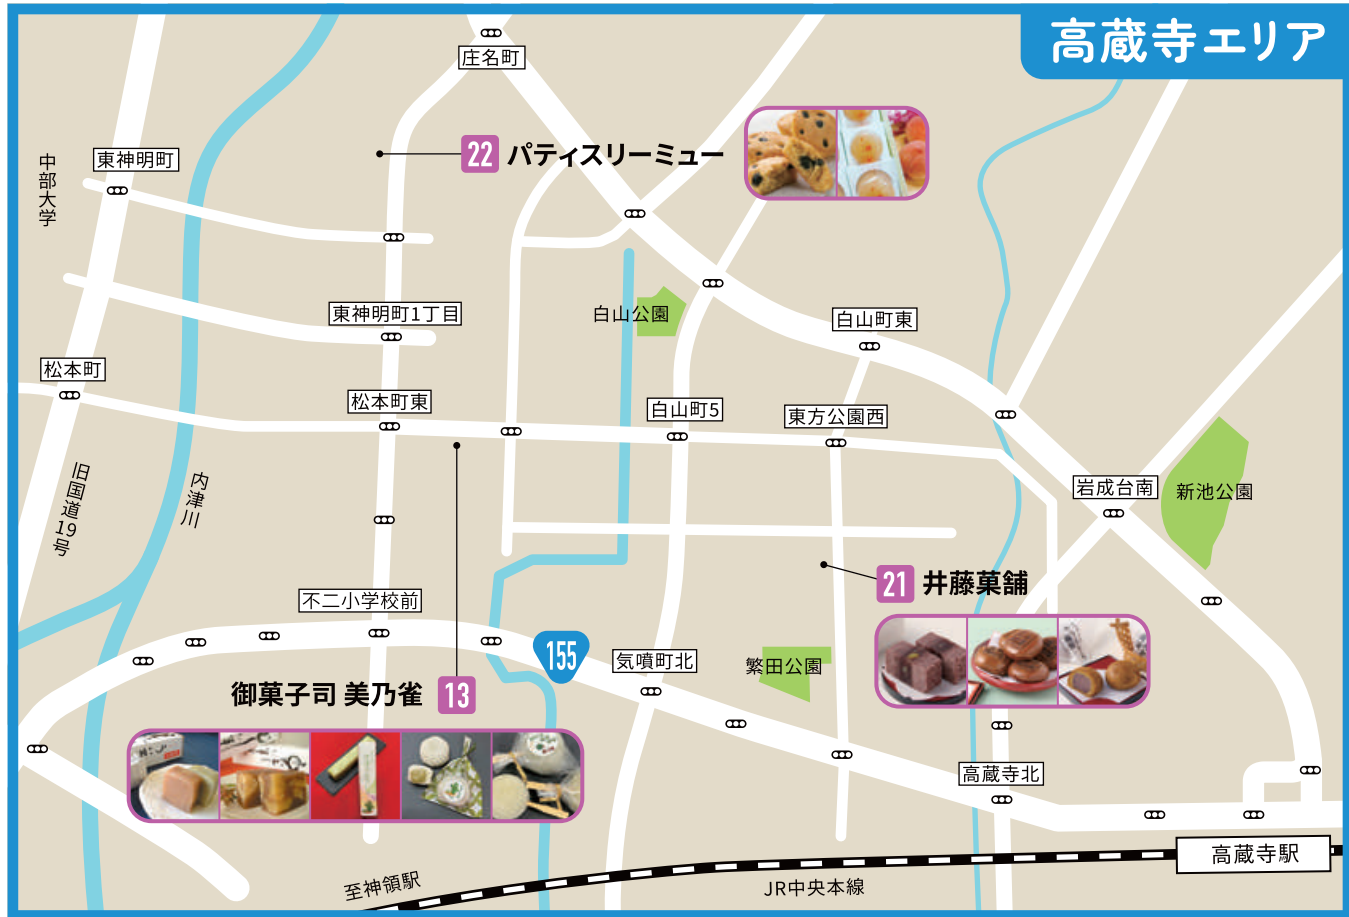 高蔵寺エリア
庄名町
中部大学
東神明町
22 パティスリーミュー
白山公園
東神明町1丁目
白山町東
松本町
松本町東
白山町5
東方公園西
旧国道19号
内津川
岩成台南
新池公園
不二小学校前
21 井藤菓舗
155
気噴町北
繁田公園
御菓子司 美乃雀 13
高蔵寺北
高蔵寺駅
至神領駅
JR中央本線